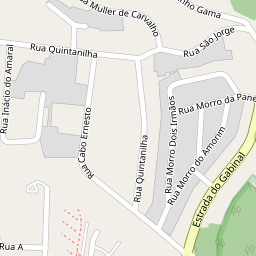 a Muller de Carvalho
nho Gama
Rua São Jorge
Rua Quintanilha
Rua Inácio do Amaral
Rua Cabo Ernesto
Rua Quintanilha
Rua Morro Dois Irmãos
Rua Morro da Pane
Rua Morro do Amorim
Estrada do Gabinal
Rua A